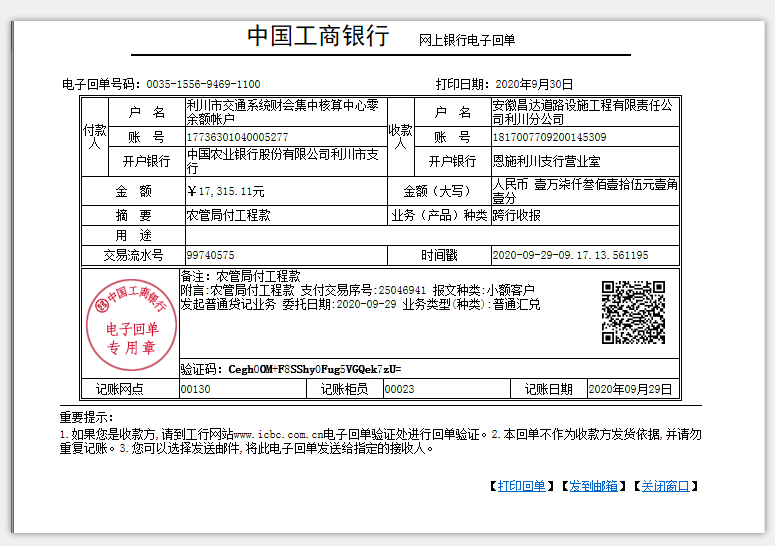 中国工商银行 网上银行电子回单
电子回单号码：0035-1556-9469-1100 打印日期：2020年9月30日
付款人
户 名
利川市交通系统财会集中核算中心零
余额帐户
收款人
户 名
安徽昌达道路设施工程有限责任公
司利川分公司
账 号 17736301040005277 账 号 1817007709200145309
开户银行
中国农业银行股份有限公司利川市支
行
开户银行 恩施利川支行营业室
金 额 ￥17,315.11元 金额（大写）
人民币 壹万柒仟叁佰壹拾伍元壹角
壹分
摘 要 农管局付工程款 业务（产品）种类 跨行收报
用 途
交易流水号 99740575 时间戳 2020-09-29-09.17.13.561195
中国工商银行
电子回单
专用章
备注：农管局付工程款
附言:农管局付工程款 支付交易序号:25046941 报文种类:小额客户
发起普通贷记业务 委托日期:2020-09-29 业务类型(种类):普通汇兑
验证码：Cegh0OM+F8SShy0Fug5VGQek7zU=
记账网点 00130 记账柜员 00023 记账日期 2020年09月29日
重要提示：
1.如果您是收款方,请到工行网站www.icbc.com.cn电子回单验证处进行回单验证。2.本回单不作为收款方发货依据,并请勿
重复记账。3.您可以选择发送邮件,将此电子回单发送给指定的接收人。
【打印回单】【发到邮箱】【关闭窗口】